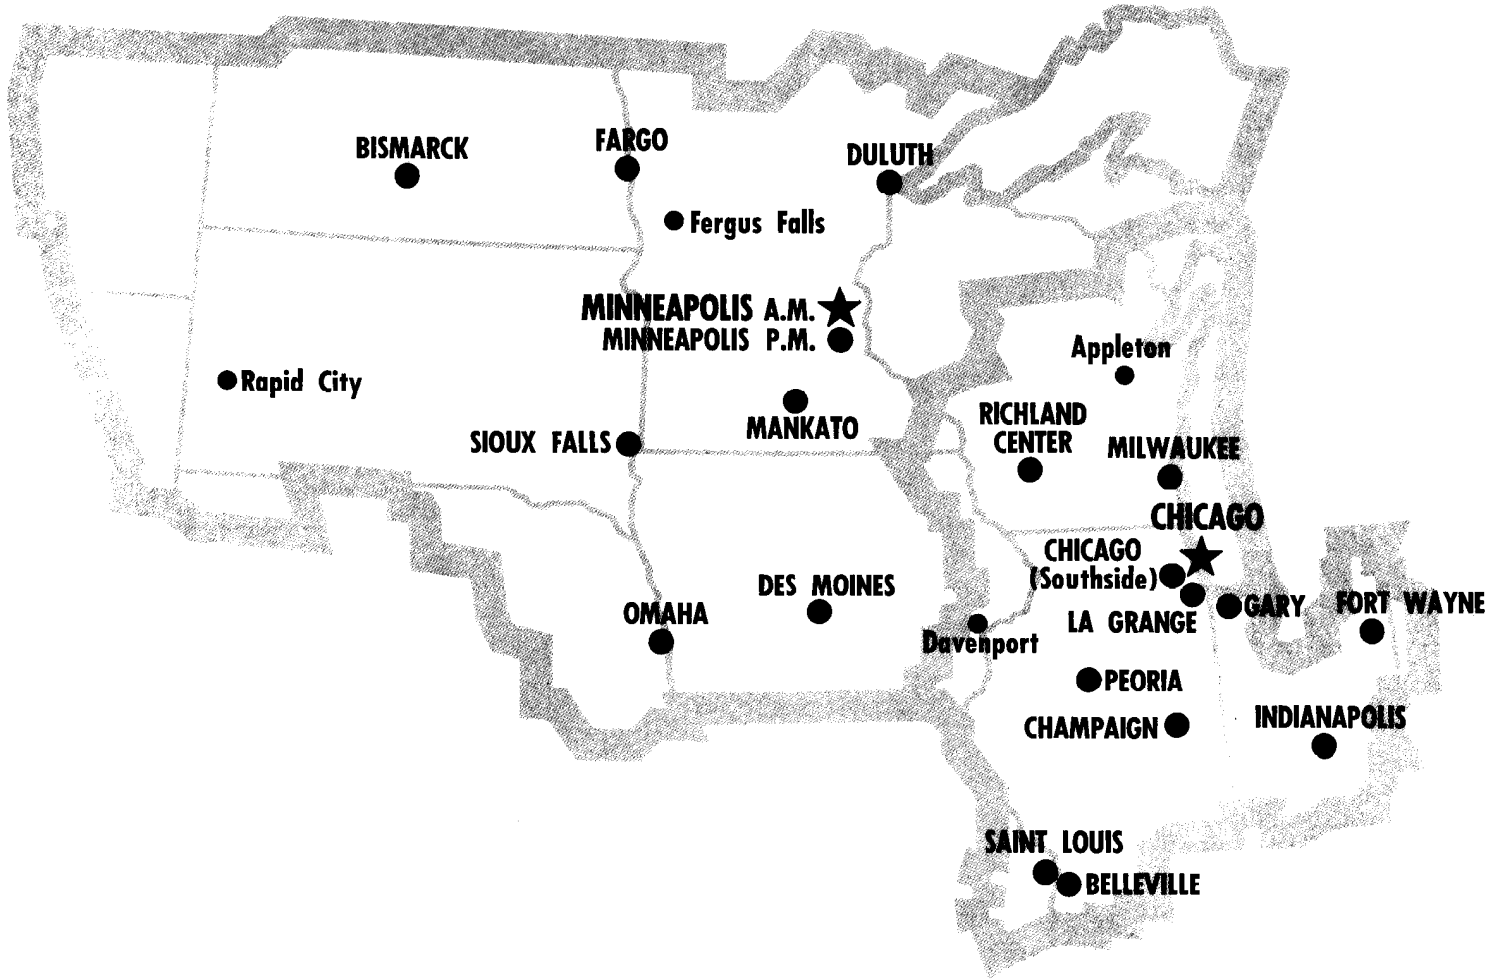 BISMARCK
FARGO
DULUTH
Fergus Falls
MINNEAPOLIS A.M.
MINNEAPOLIS P.M.
Appleton
Rapid City
RICHLAND
CENTER
MANKATO
SIOUX FALLS
MILWAUKEE
CHICAGO
CHICAGO
(Southside)
DES MOINES
OMAHA
LA GRANGE
GARY
FORT WAYNE
Davenport
PEORIA
CHAMPAIGN
INDIANAPOLIS
SAINT LOUIS
BELLEVILLE